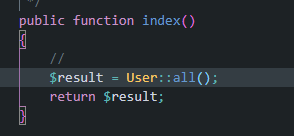 */
public function index()
{
//
$result = User::all();
return $result;
}